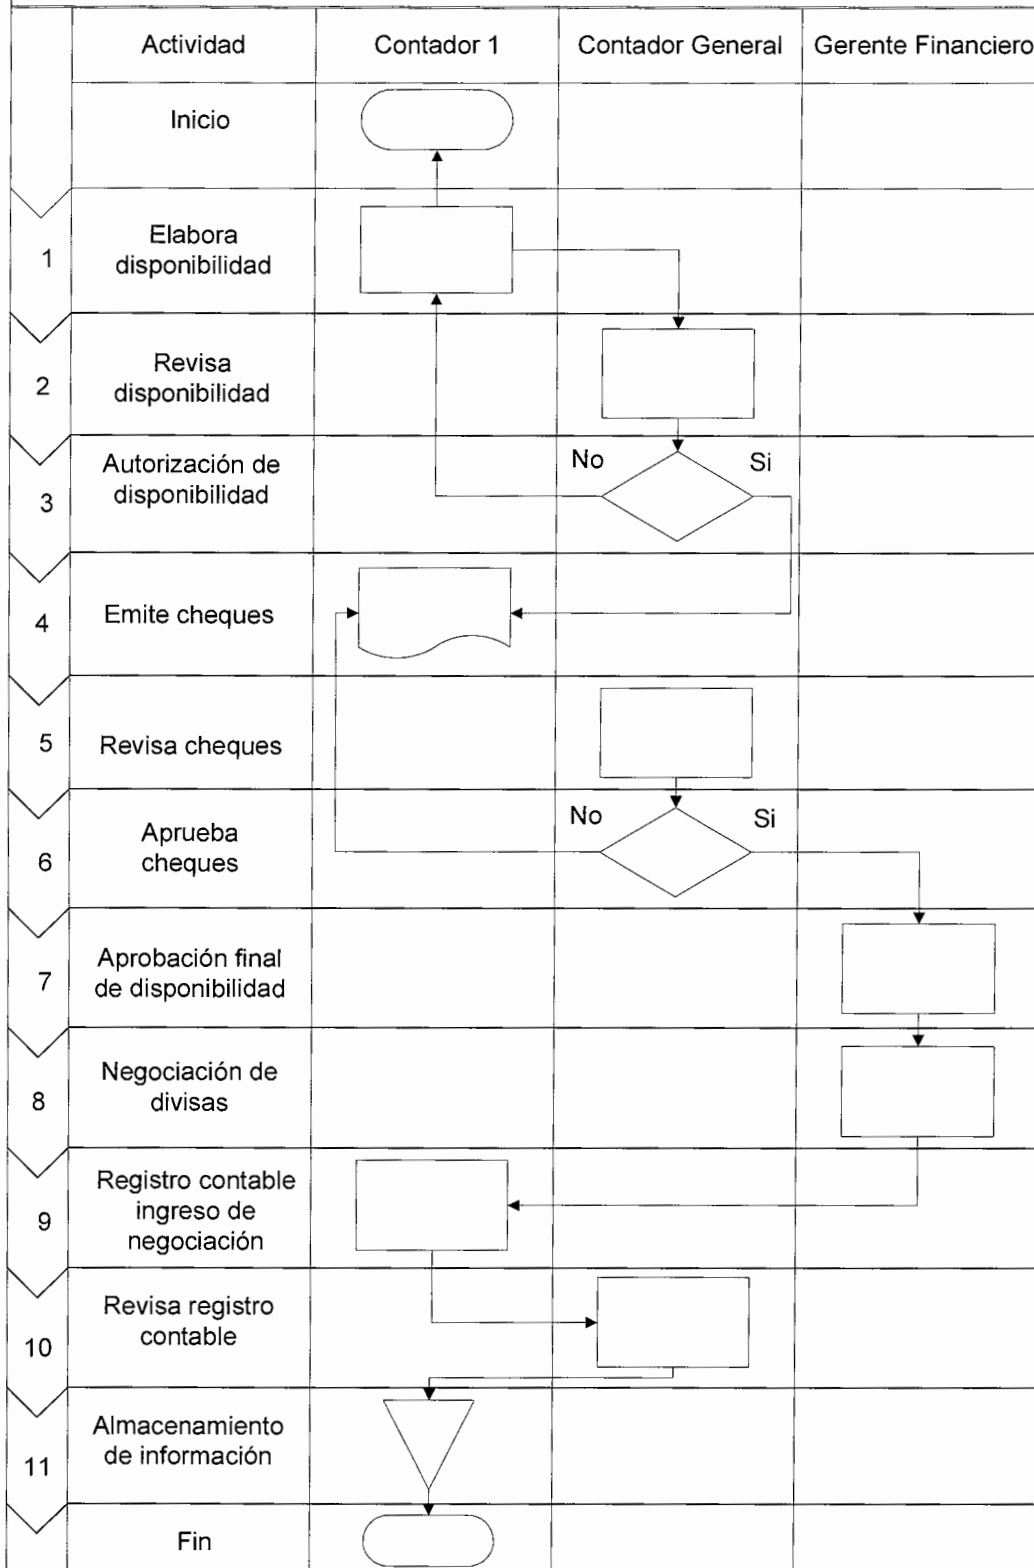 Actividad
Contador 1
Contador General
Gerente Financiero
Inicio
1
Elabora
disponibilidad
2
Revisa
disponibilidad
3
Autorización de
disponibilidad
No
Si
4
Emite cheques
5
Revisa cheques
6
Aprueba
cheques
No
Si
7
Aprobación final
de disponibilidad
8
Negociación de
divisas
9
Registro contable
ingreso de
negociación
10
Revisa registro
contable
11
Almacenamiento
de información
Fin